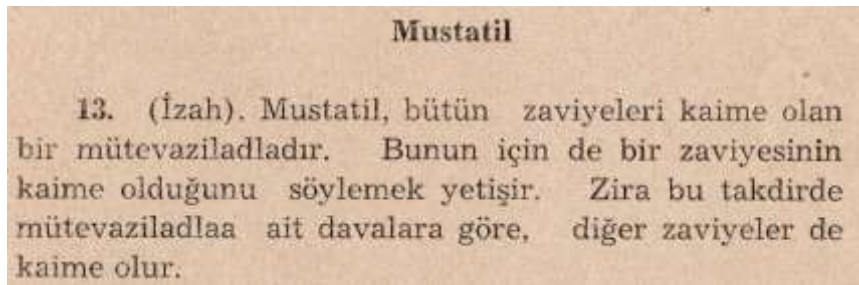 Mustatil
13. (İzah). Mustatil, bütün zaviyeleri kaime olan
bir mütevaziladladır. Bunun için de bir zaviyesinin
kaime olduğunu söylemek yetişir. Zira bu takdirde
mütevaziladlaa ait davalara göre, diğer zaviyeler de
kaime olur.